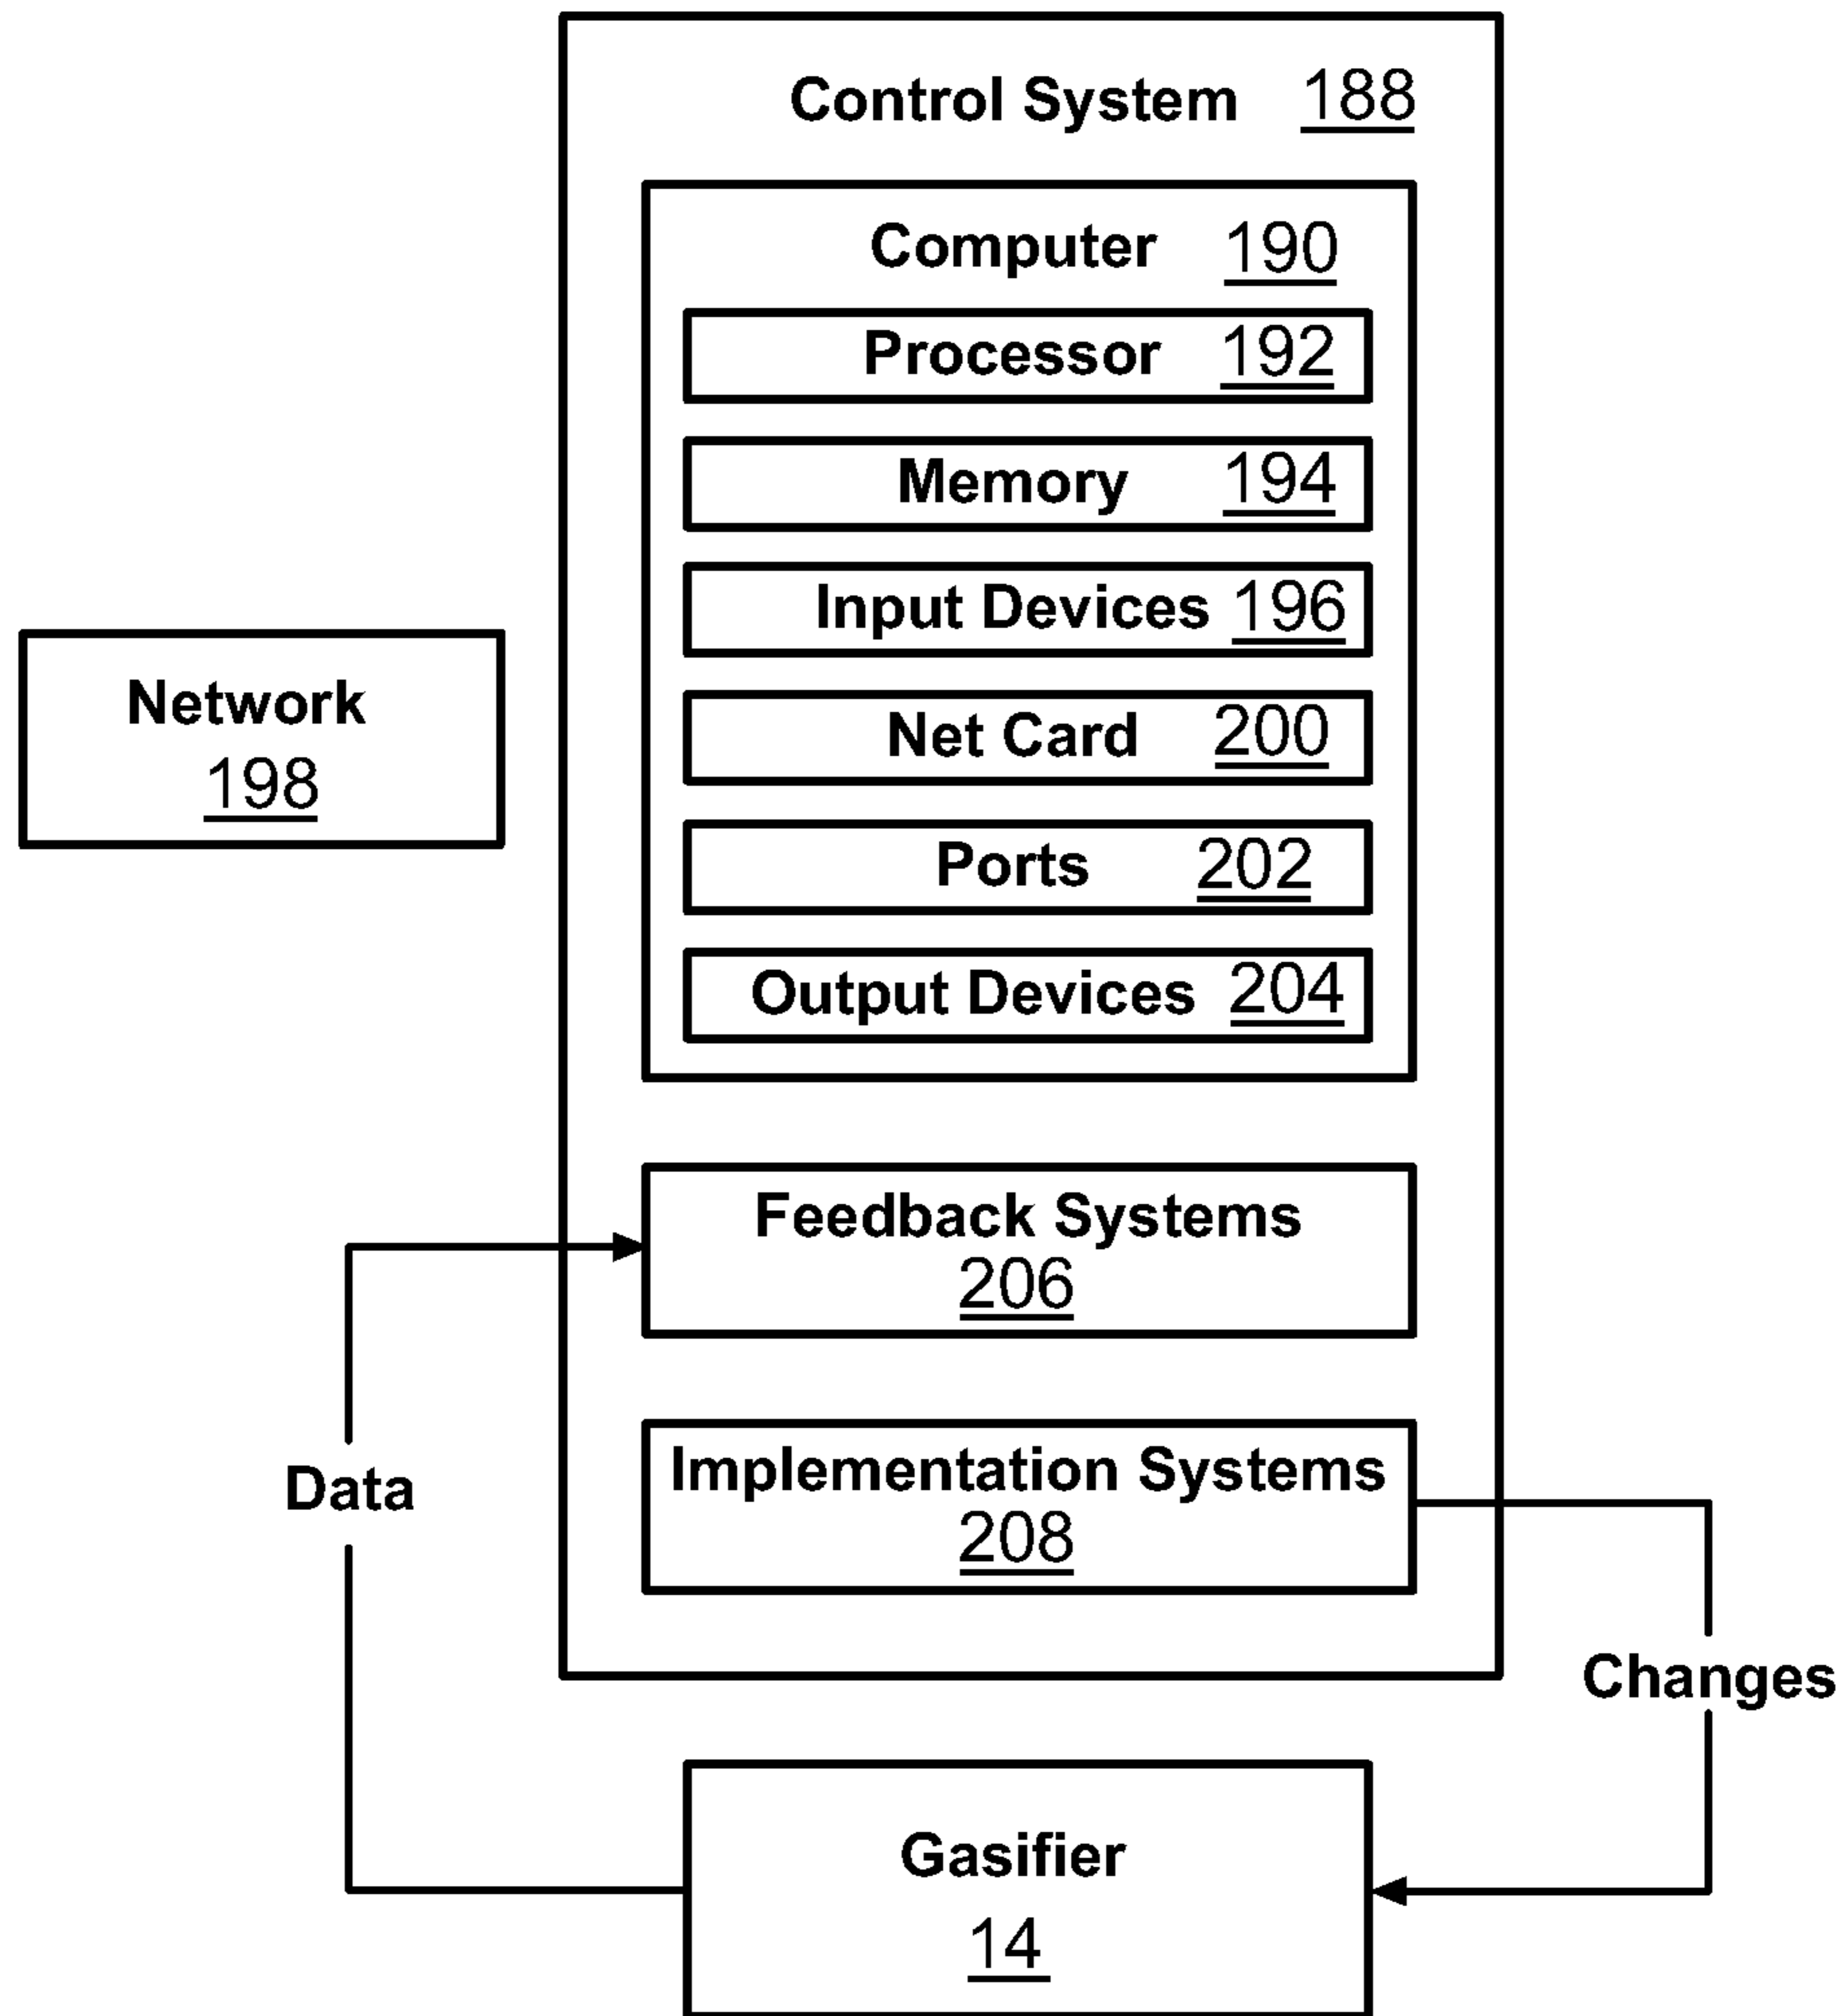 Control System 188
Computer 190
Processor 192
Memory 194
Input Devices 196
Network
198
Net Card 200
Ports 202
Output Devices 204
Feedback Systems
206
Implementation Systems
208
Data
Changes
Gasifier
14